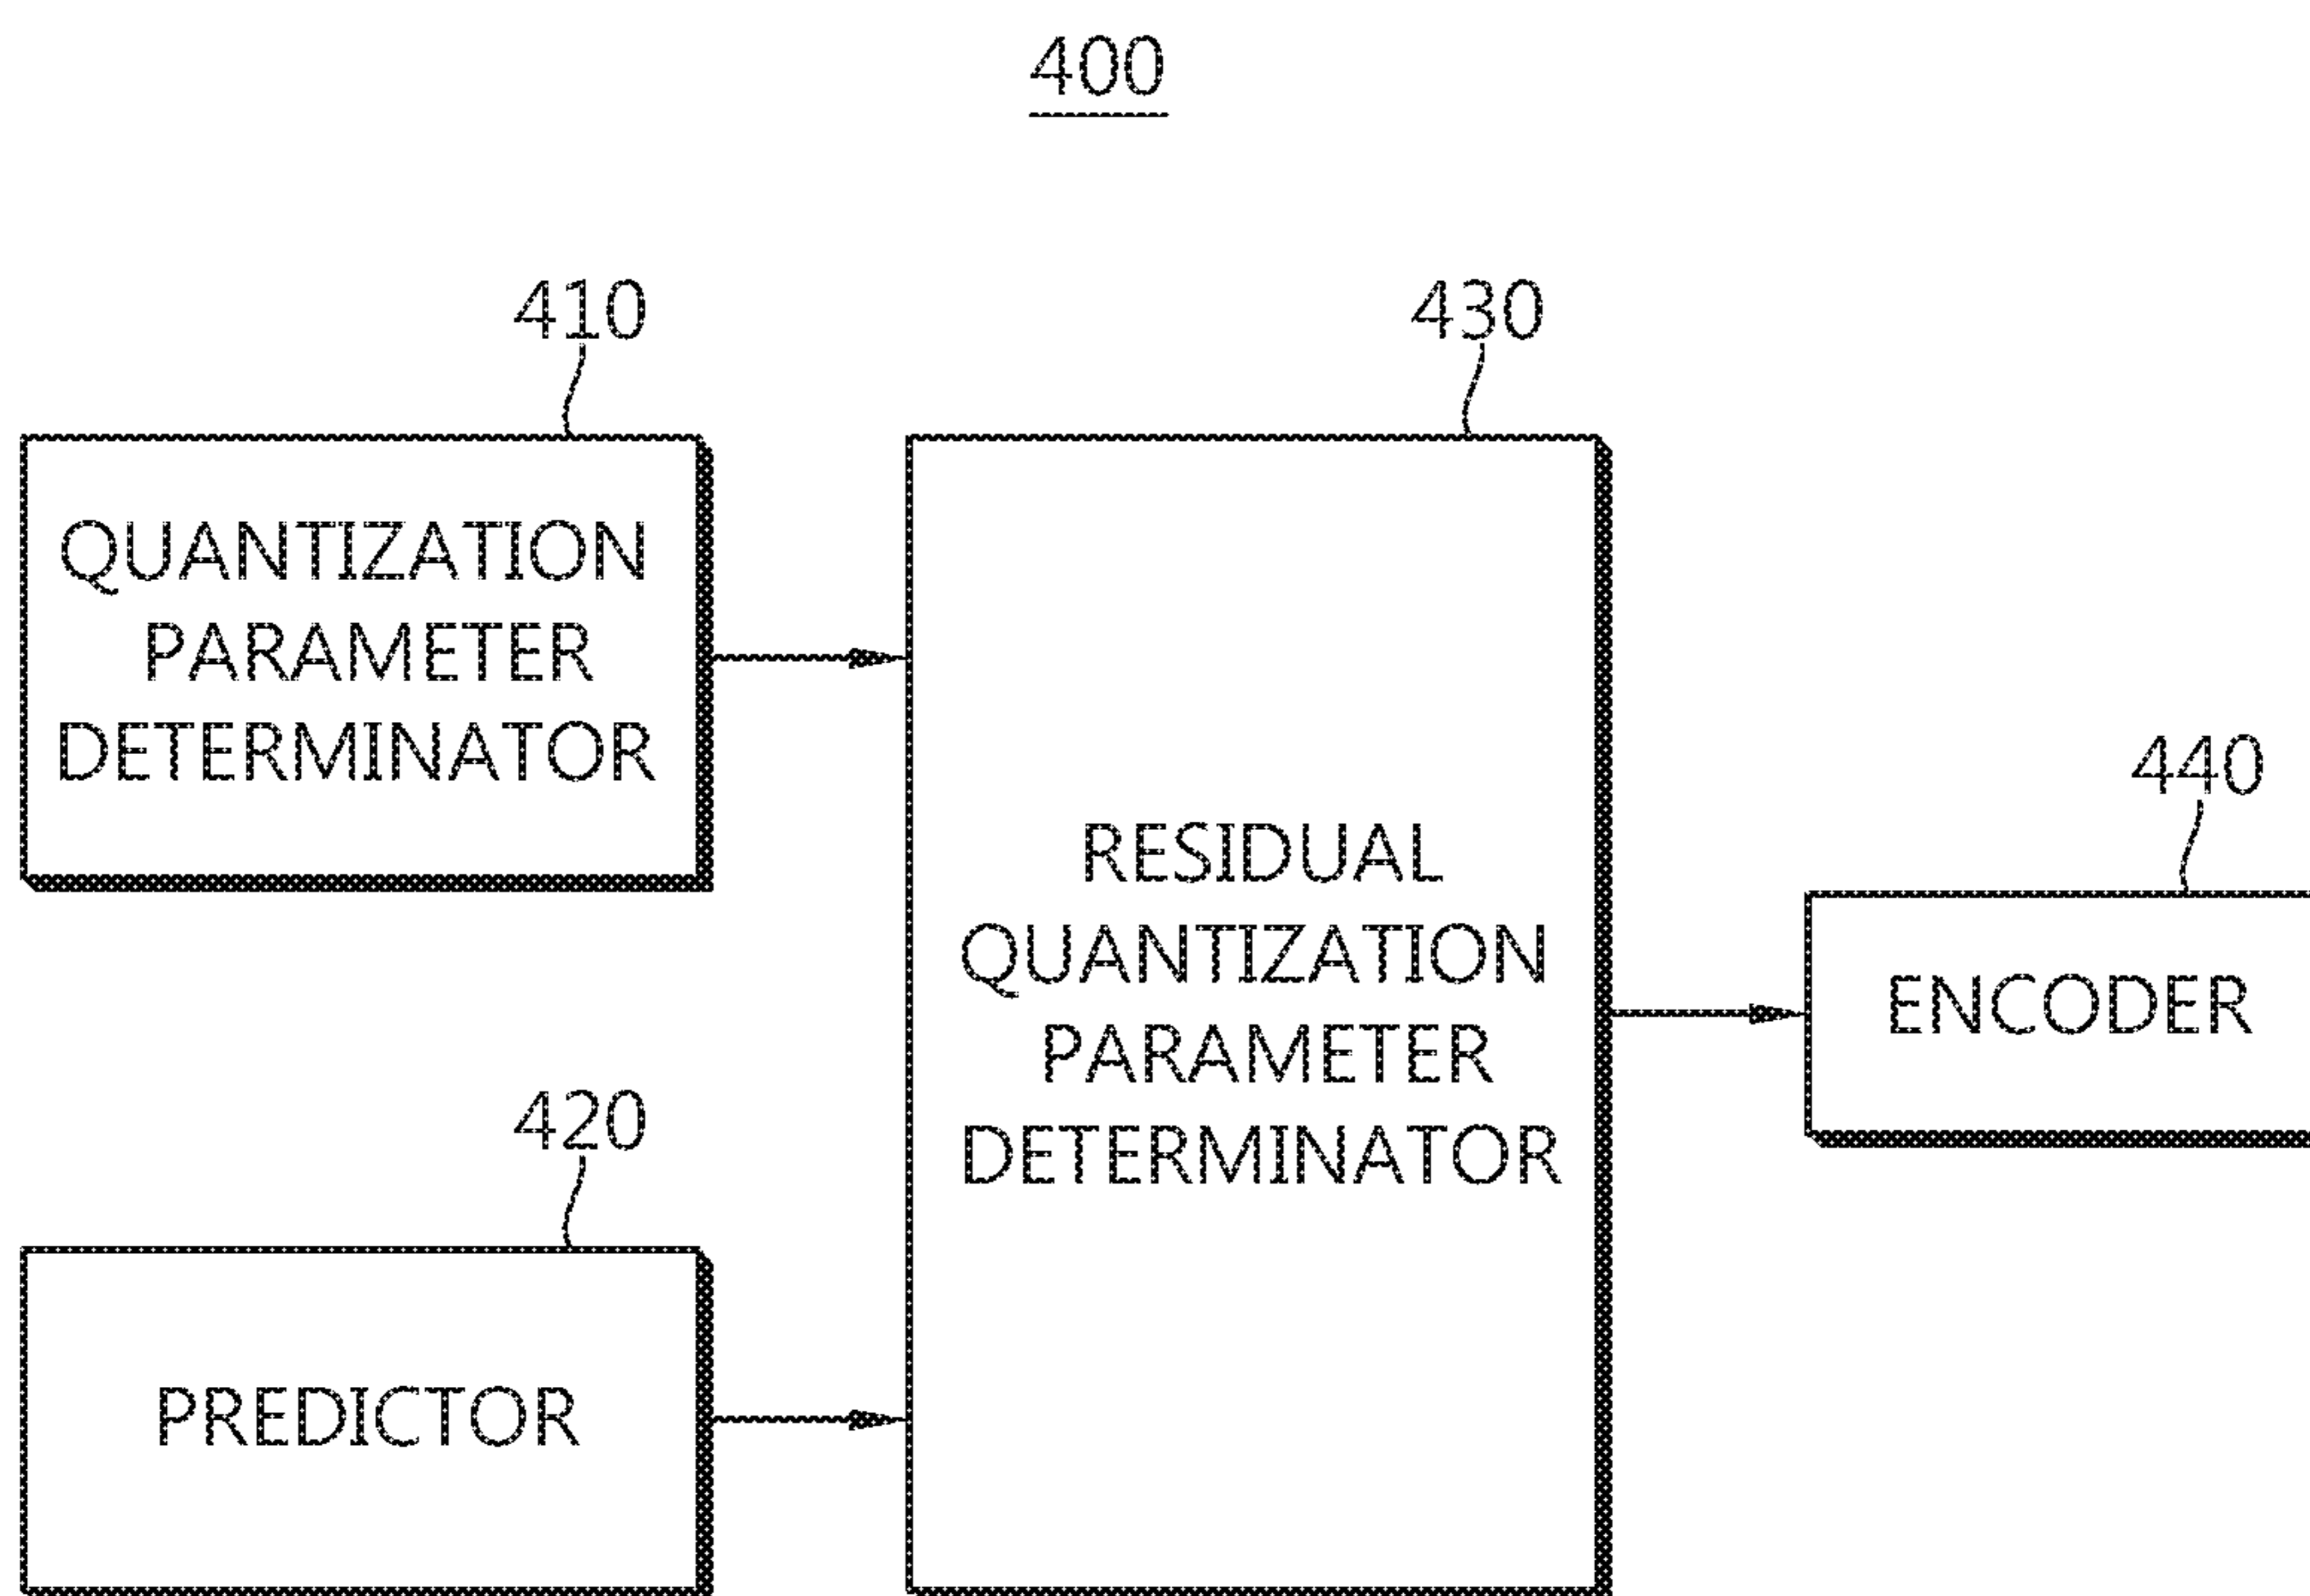 400
410
QUANTIZATION
PARAMETER
DETERMINATOR
420
PREDICTOR
430
RESIDUAL
QUANTIZATION
PARAMETER
DETERMINATOR
440
ENCODER